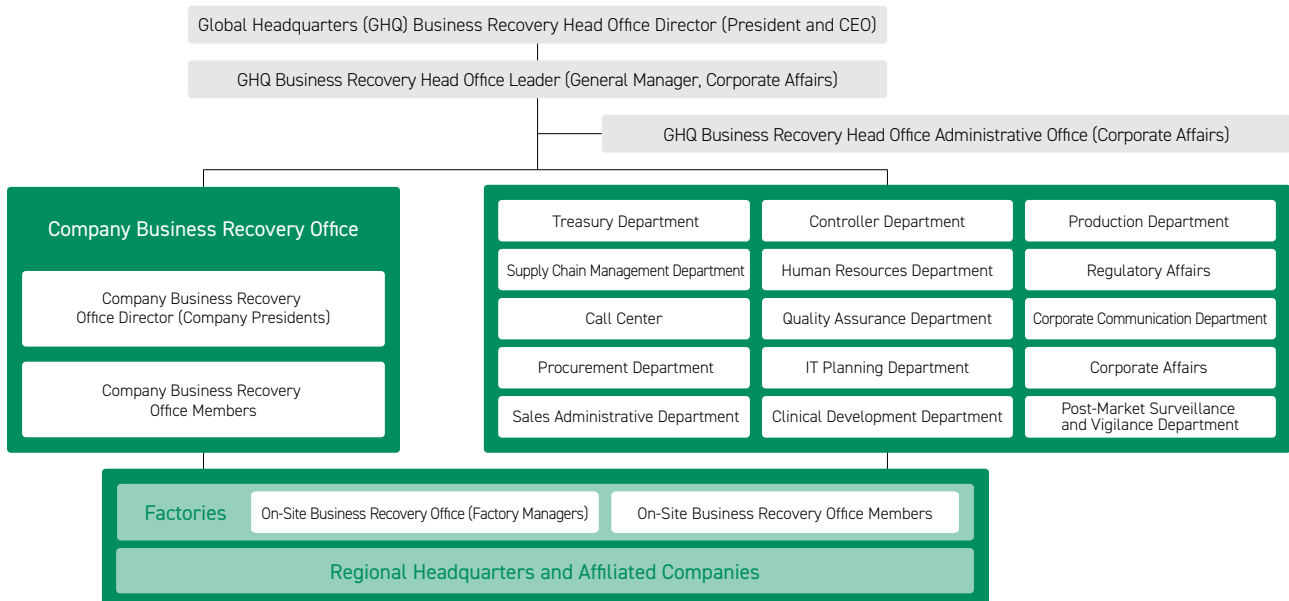 Global Headquarters (GHQ) Business Recovery Head Office Director (President and CEO)
GHQ Business Recovery Head Office Leader (General Manager, Corporate Affairs)
GHQ Business Recovery Head Office Administrative Office (Corporate Affairs)
Company Business Recovery Office
Company Business Recovery
Office Director (Company Presidents)
Company Business Recovery
Office Members
Treasury Department
Controller Department
Production Department
Supply Chain Management Department
Human Resources Department
Regulatory Affairs
Call Center
Quality Assurance Department
Corporate Communication Department
Procurement Department
IT Planning Department
Corporate Affairs
Sales Administrative Department
Clinical Development Department
Post-Market Surveillance
and Vigilance Department
Factories
On-Site Business Recovery Office (Factory Managers)
On-Site Business Recovery Office Members
Regional Headquarters and Affiliated Companies